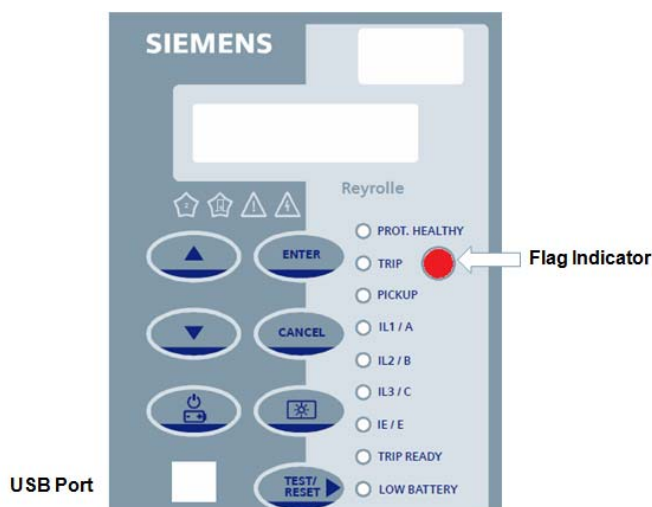 SIEMENS
Reyrolle
PROT. HEALTHY
ENTER
TRIP
Flag Indicator
PICKUP
CANCEL
IL1 / A
IL2 / B
IL3 / C
IE / E
TRIP READY
USB Port
TEST/
RESET
LOW BATTERY